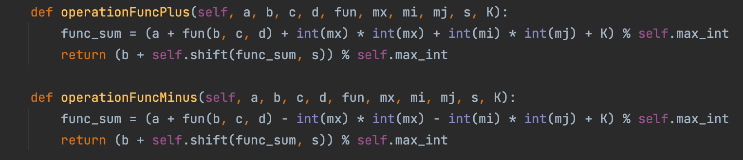 def operationFuncPlus(self, a, b, c, d, fun, mx, mi, mj, s, K):
func_sum = (a + fun(b, c, d) + int(mx) * int(mx) + int(mi) * int(mj) + K) % self.max_int
return (b + self.shift(func_sum, s)) % self.max_int
def operationFuncMinus(self, a, b, c, d, fun, mx, mi, mj, s, K):
func_sum = (a + fun(b, c, d) - int(mx) * int(mx) - int(mi) * int(mj) + K) % self.max_int
return (b + self.shift(func_sum, s)) % self.max_int